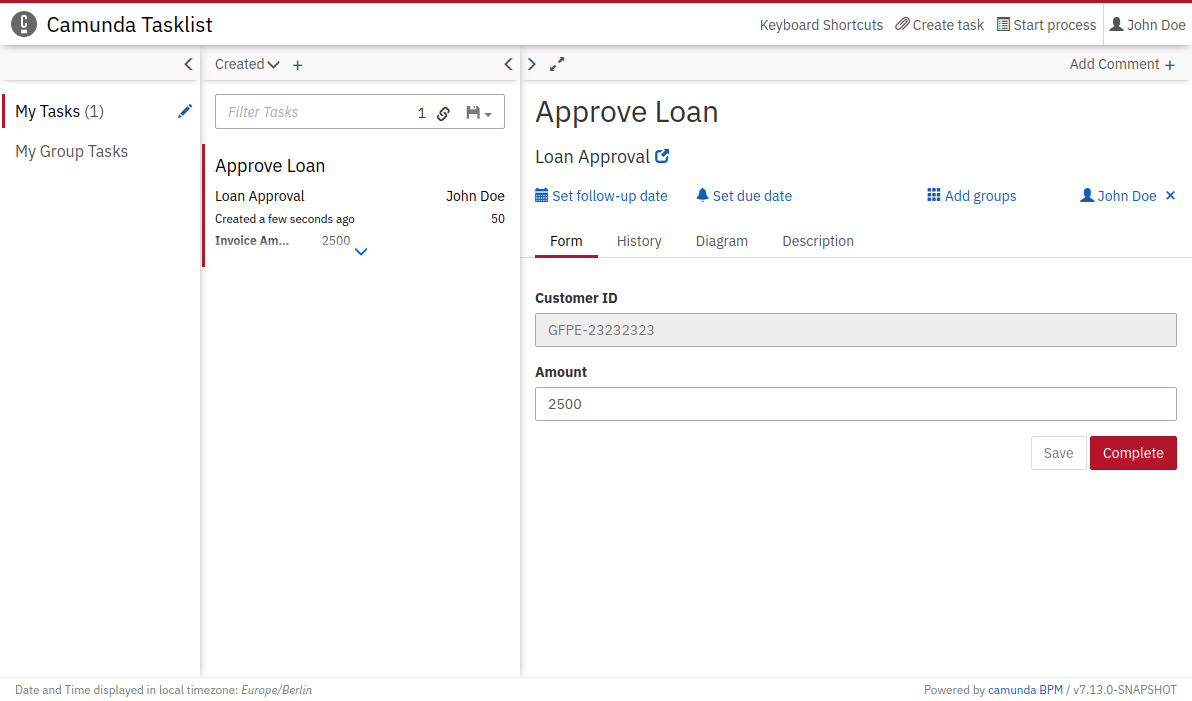 Camunda Tasklist
Keyboard Shortcuts Create task Start process John Doe
Created
Add Comment
My Tasks (1)
My Group Tasks
Filter Tasks 1
Approve Loan
Loan Approval John Doe
Created a few seconds ago 50
Invoice Am... 2500
Approve Loan
Loan Approval
Set follow-up date Set due date Add groups John Doe
Form History Diagram Description
Customer ID
GFPE-23232323
Amount
2500
Save Complete
Date and Time displayed in local timezone: Europe/Berlin
Powered by camunda BPM / v7.13.0-SNAPSHOT